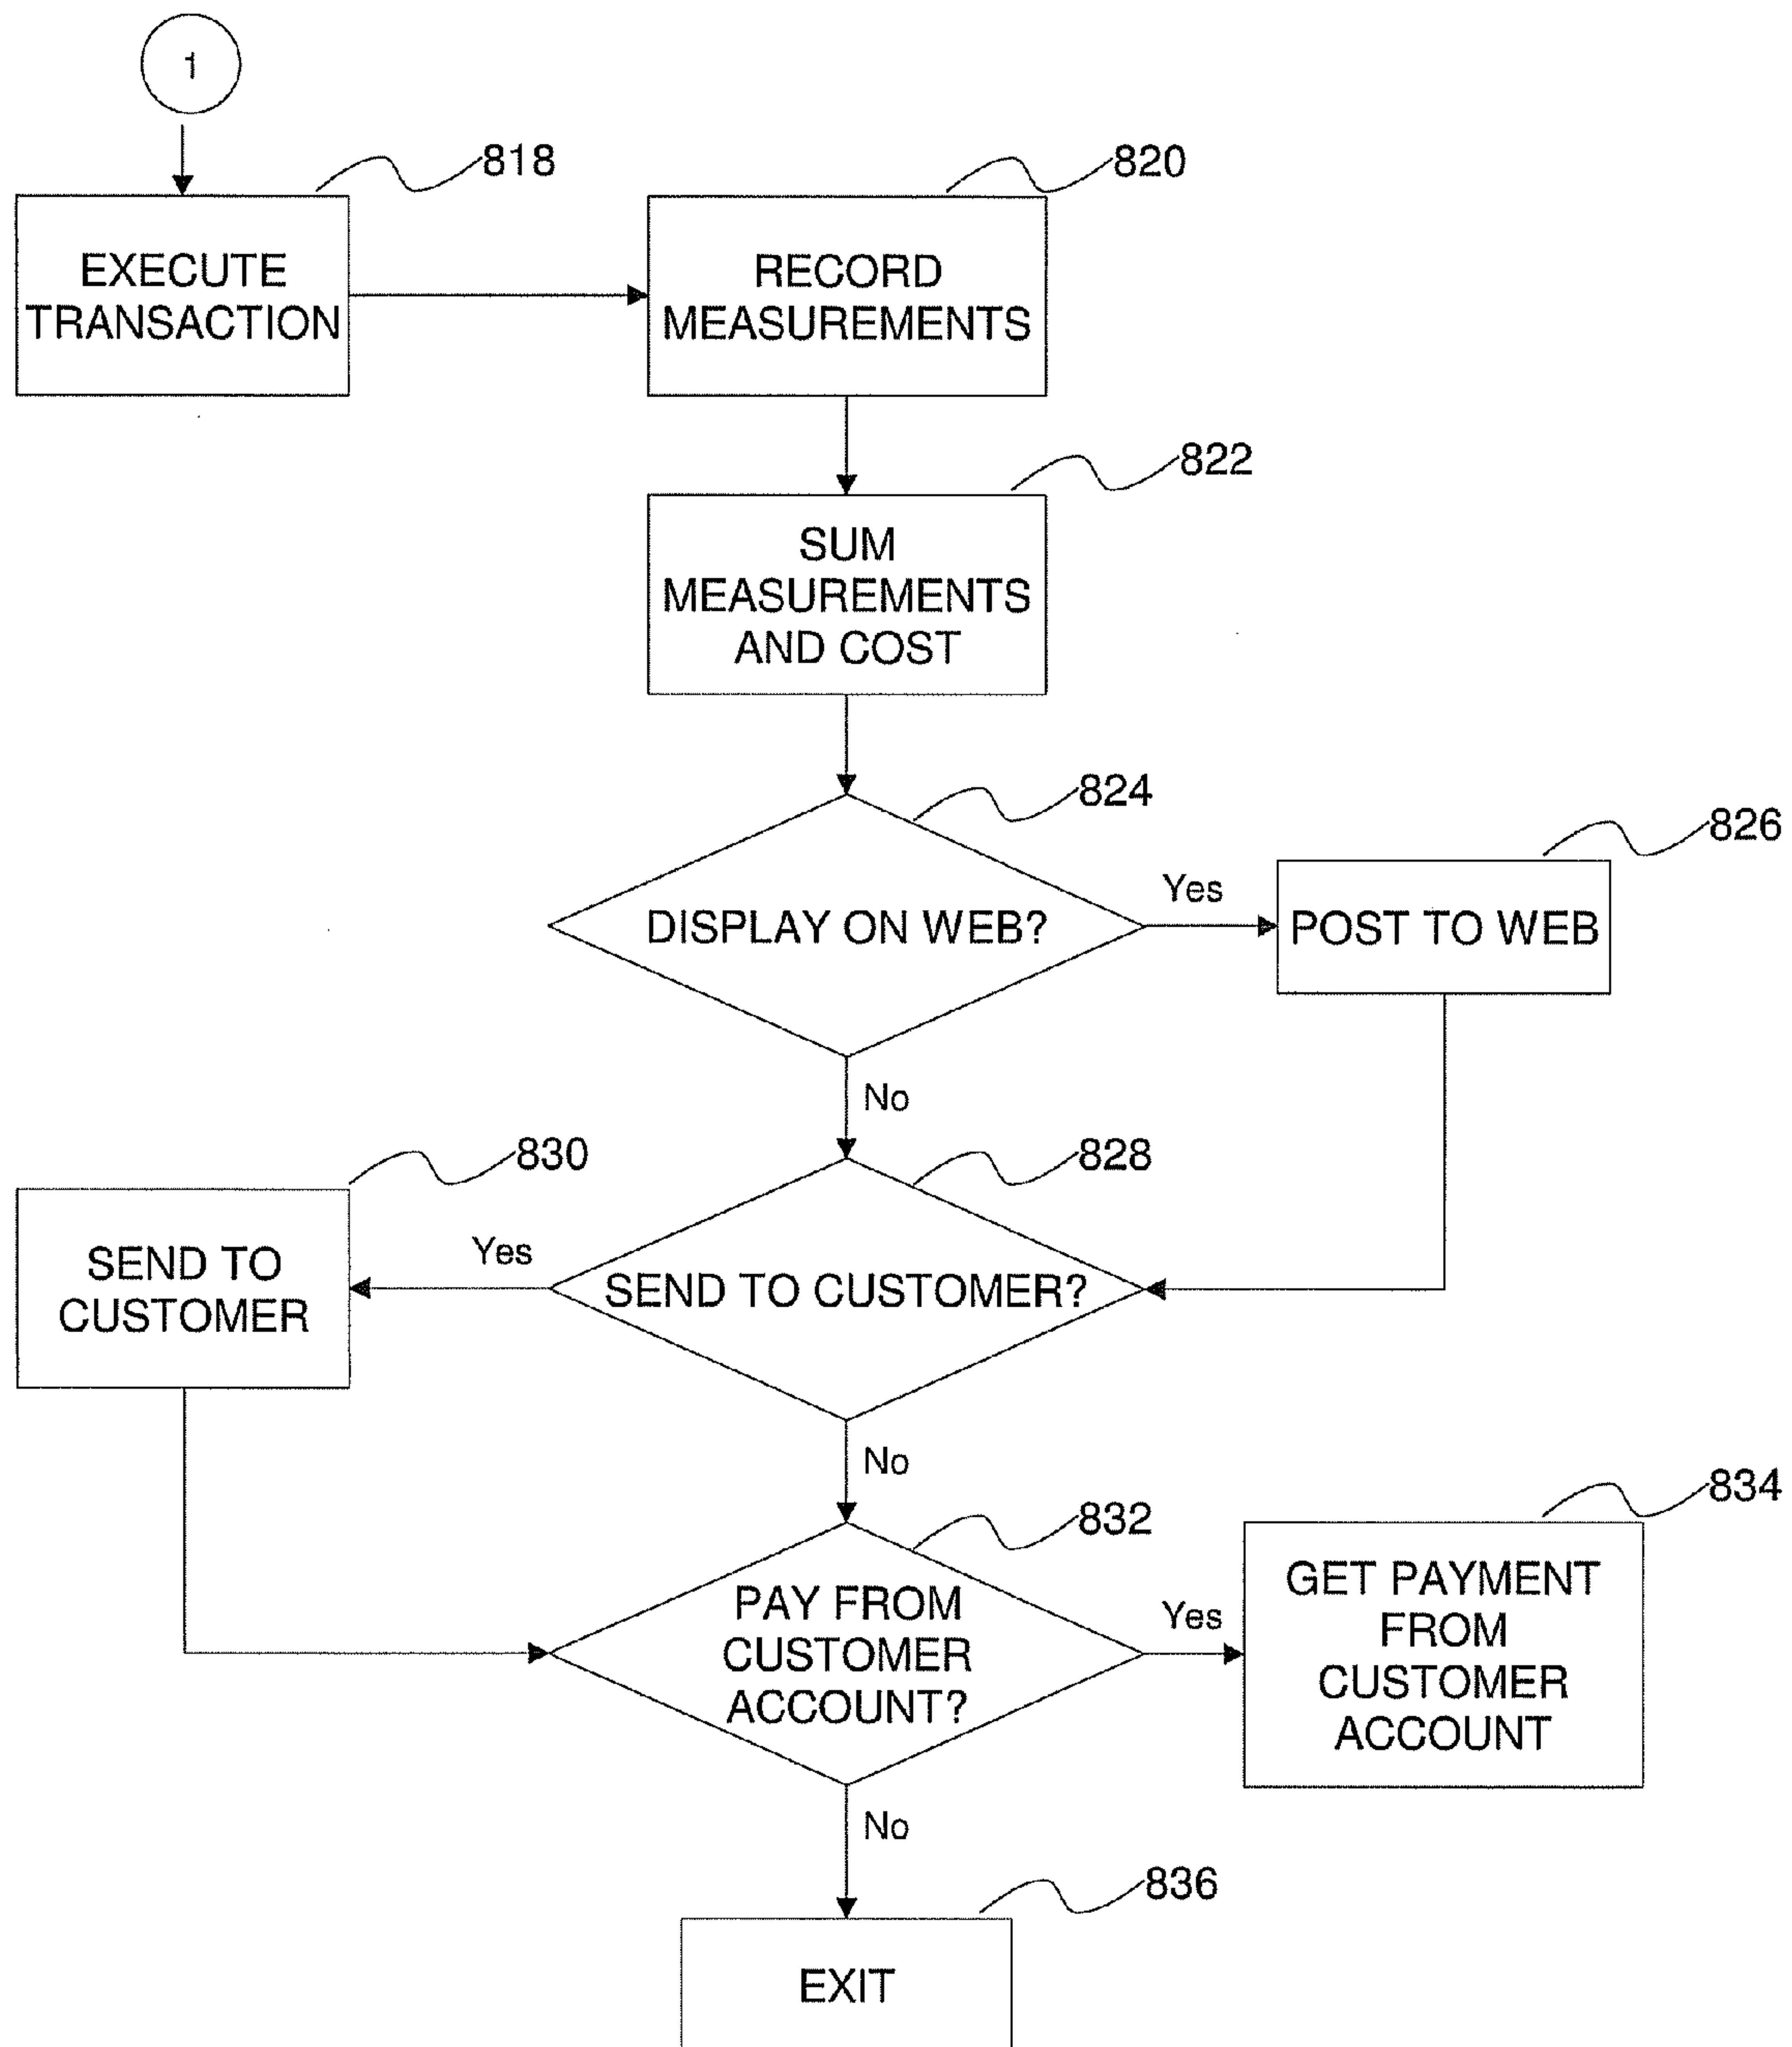 1
818
820
EXECUTE
TRANSACTION
RECORD
MEASUREMENTS
822
SUM
MEASUREMENTS
AND COST
824
826
DISPLAY ON WEB?
Yes
POST TO WEB
No
830
828
SEND TO
CUSTOMER
Yes
SEND TO CUSTOMER?
No
832
834
PAY FROM
CUSTOMER
ACCOUNT?
Yes
GET PAYMENT
FROM
CUSTOMER
ACCOUNT
No
836
EXIT